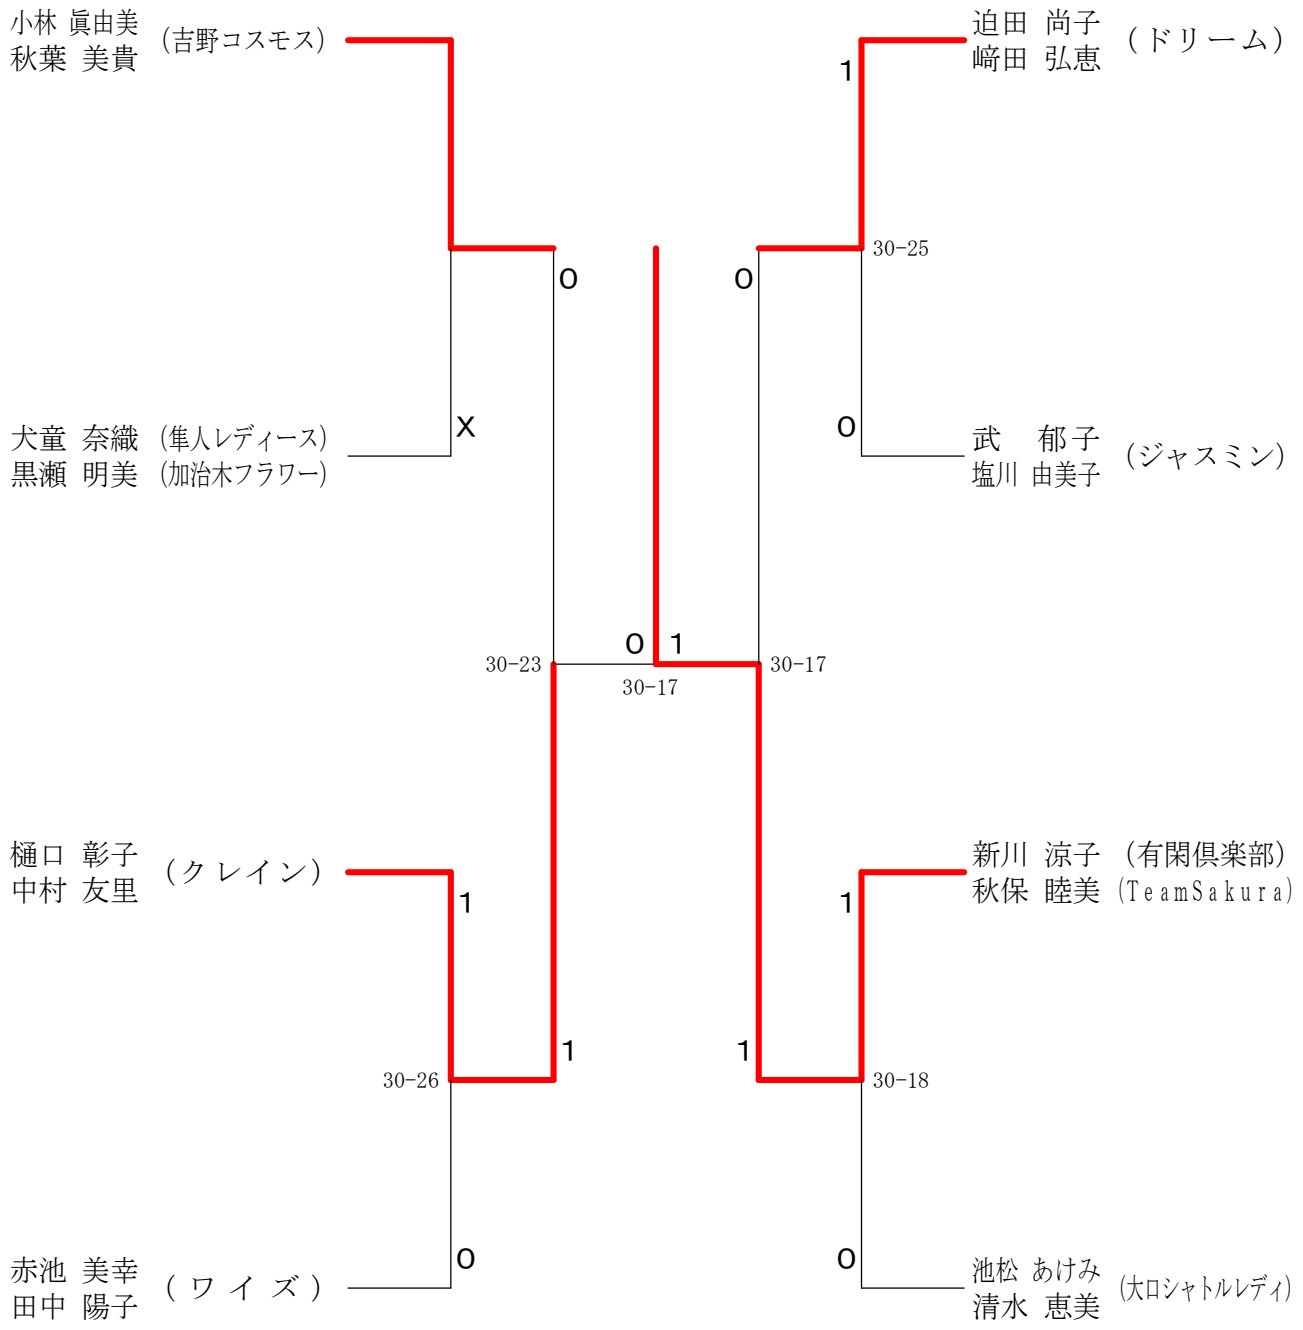 小林 眞由美 (吉野コスモス)
秋葉 美貴
迫田 尚子 (ドリーム)
﨑田 弘恵
1
30-25
0
0
犬童 奈織 (隼人レディース)
黒瀬 明美 (加治木フラワー)
X
0
武 郁子 (ジャスミン)
塩川 由美子
0 1
30-23
30-17
30-17
樋口 彰子 (クレイン)
中村 友里
1
1
新川 涼子 (有閑倶楽部)
秋保 睦美 (TeamSakura)
1
1
30-26
30-18
赤池 美幸 (ワイズ)
田中 陽子
0
0
池松 あけみ (大口シャトルレディ)
清水 恵美